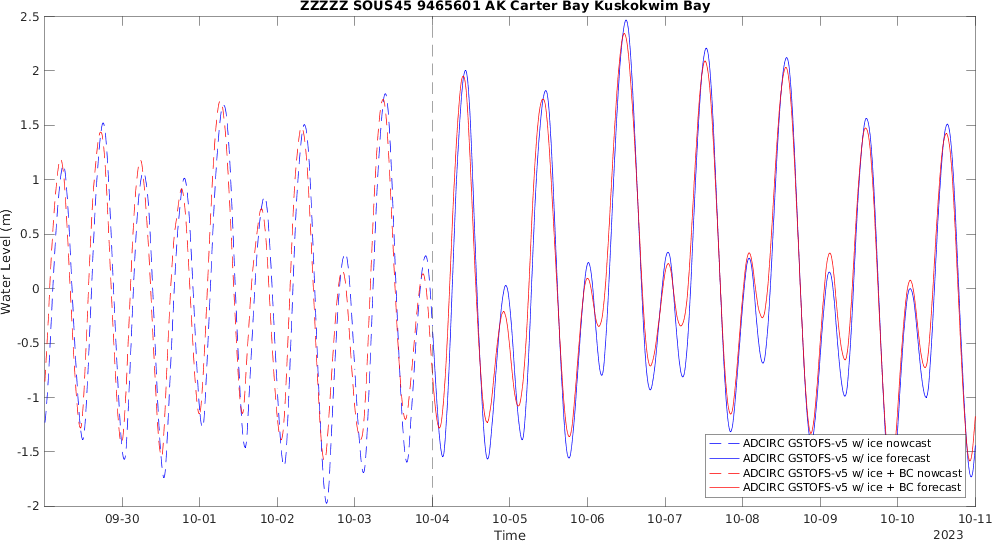 ZZZZZ SOUS45 9465601 AK Carter Bay Kuskokwim Bay
2.5
2
1.5
1
0.5
0
-0.5
-1
-1.5
-2
Water Level (m)
ADCIRC GSTOFS-v5 w/ ice nowcast
ADCIRC GSTOFS-v5 w/ ice forecast
ADCIRC GSTOFS-v5 w/ ice + BC nowcast
ADCIRC GSTOFS-v5 w/ ice + BC forecast
09-30 10-01 10-02 10-03 10-04 10-05 10-06 10-07 10-08 10-09 10-10 10-11
Time
2023